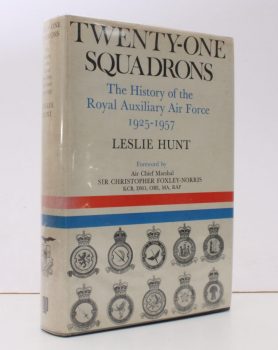 TWENTY-ONE
SQUADRONS
The History of the
Royal Auxiliary Air Force
1925-1957
LESLIE HUNT
Foreword by
Air Chief Marshal
SIR CHRISTOPHER FOXLEY-NORRIS
KCB, DSO, OBE, MA, RAF